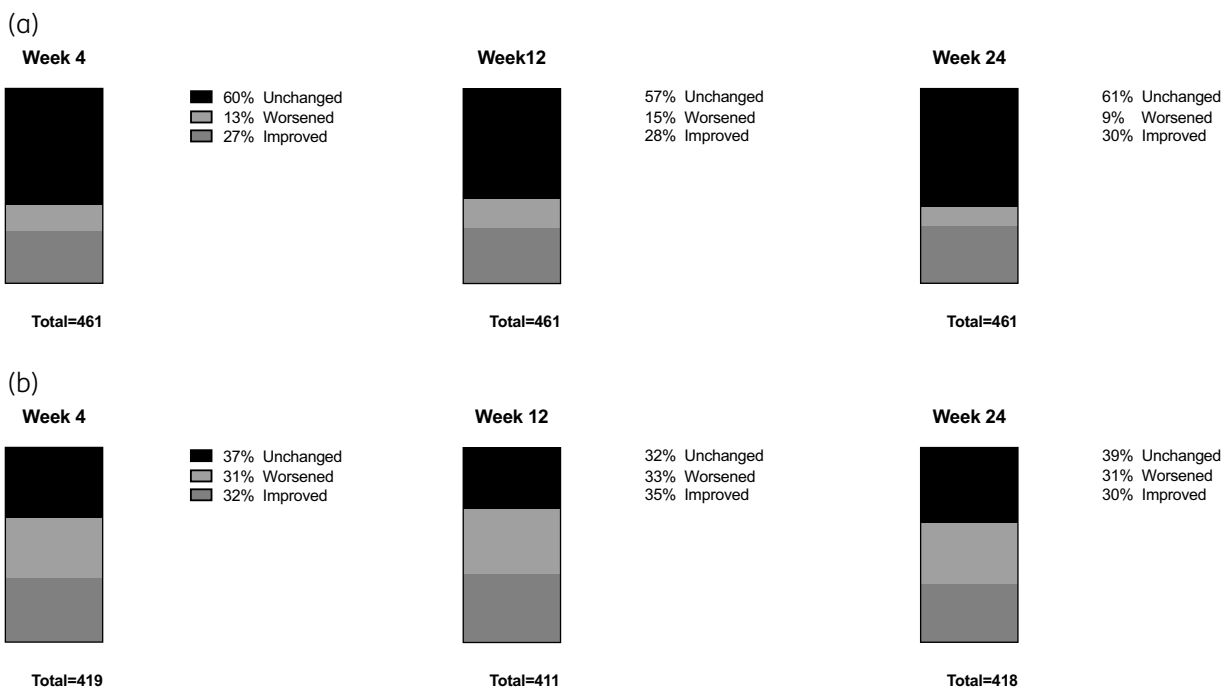 (a)
Week 4
60% Unchanged
13% Worsened
27% Improved
Total=461
Week12
57% Unchanged
15% Worsened
28% Improved
Total=461
Week 24
61% Unchanged
9% Worsened
30% Improved
Total=461
(b)
Week 4
37% Unchanged
31% Worsened
32% Improved
Total=419
Week 12
32% Unchanged
33% Worsened
35% Improved
Total=411
Week 24
39% Unchanged
31% Worsened
30% Improved
Total=418